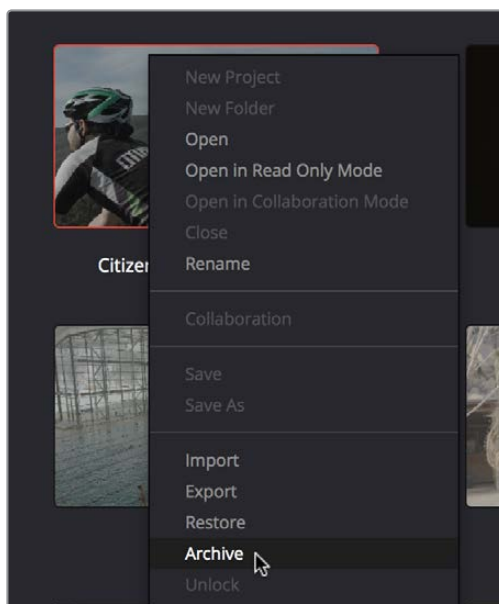 New Project
New Folder
Open
Open in Read Only Mode
Open in Collaboration Mode
Close
Citizen
Rename
Collaboration
Save
Save As
Import
Export
Restore
Archive
Unlock